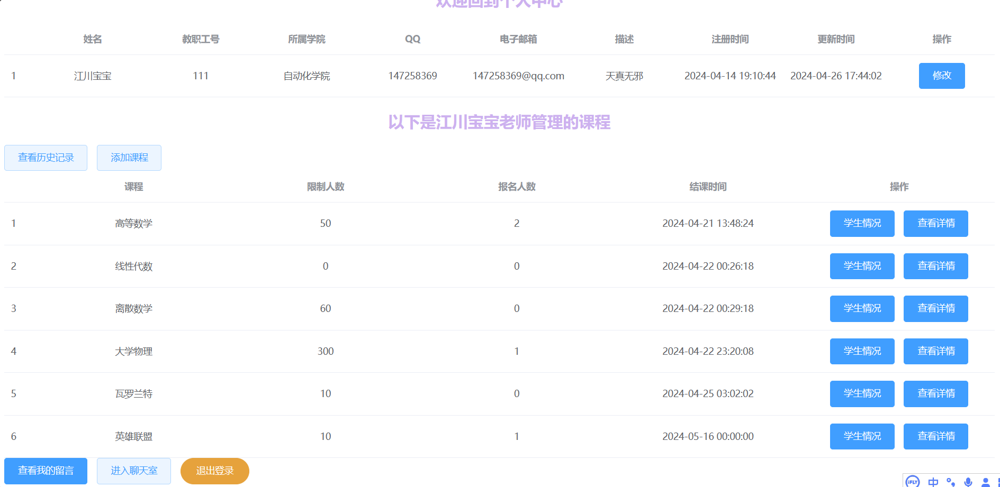 欢迎回到个人中心
姓名 教职工号 所属学院 QQ 电子邮箱 描述 注册时间 更新时间 操作
1 江川宝宝 111 自动化学院 147258369 147258369@qq.com 天真无邪 2024-04-14 19:10:44 2024-04-26 17:44:02 修改
以下是江川宝宝老师管理的课程
查看历史记录 添加课程
课程 限制人数 报名人数 结课时间 操作
1 高等数学 50 2 2024-04-21 13:48:24 学生情况 查看详情
2 线性代数 0 0 2024-04-22 00:26:18 学生情况 查看详情
3 离散数学 60 0 2024-04-22 00:29:18 学生情况 查看详情
4 大学物理 300 1 2024-04-22 23:20:08 学生情况 查看详情
5 瓦罗兰特 10 0 2024-04-25 03:02:02 学生情况 查看详情
6 英雄联盟 10 1 2024-05-16 00:00:00 学生情况 查看详情
查看我的留言 进入聊天室 退出登录
iFLY 中